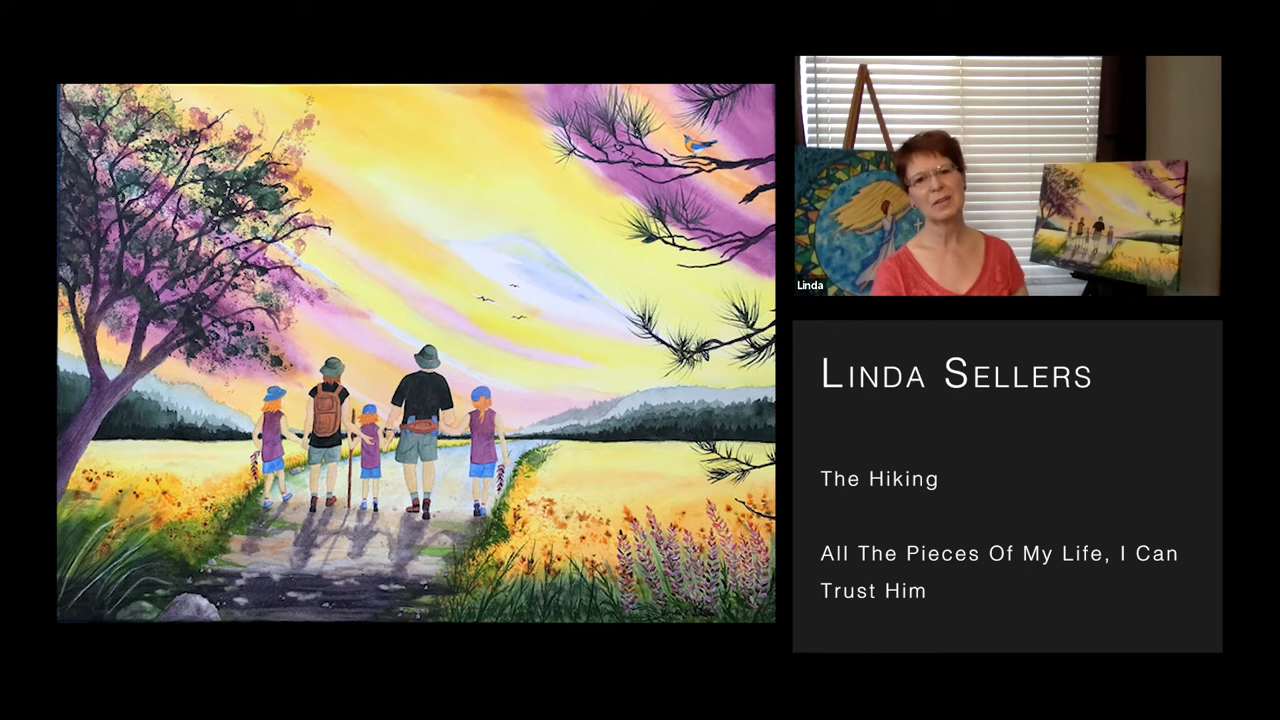 Linda
Linda Sellers
The Hiking
All The Pieces Of My Life, I Can
Trust Him